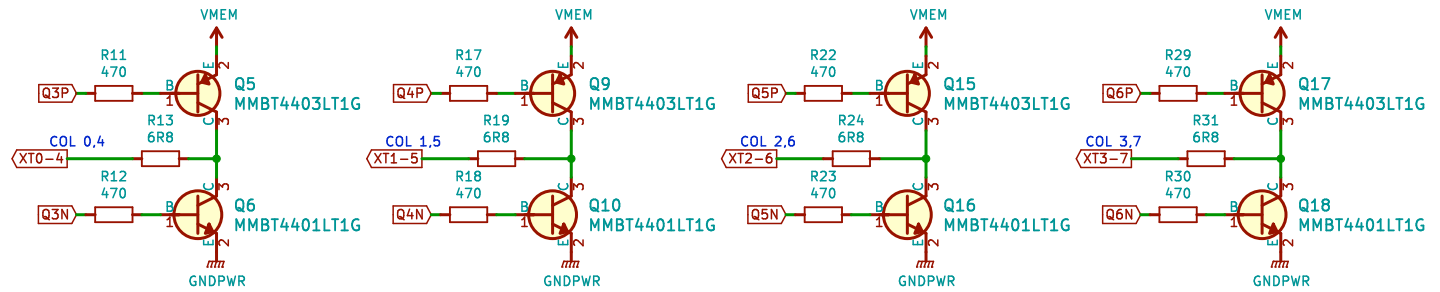 VMEM
R11
470
Q3P
B
1
E
2
C
3
Q5
MMBT4403LT1G
R13
6R8
COL 0,4
XT0-4
R12
470
Q3N
B
1
C
3
E
2
Q6
MMBT4401LT1G
GNDPWR
VMEM
R17
470
Q4P
B
1
E
2
C
3
Q9
MMBT4403LT1G
R19
6R8
COL 1,5
XT1-5
R18
470
Q4N
B
1
C
3
E
2
Q10
MMBT4401LT1G
GNDPWR
VMEM
R22
470
Q5P
B
1
E
2
C
3
Q15
MMBT4403LT1G
R24
6R8
COL 2,6
XT2-6
R23
470
Q5N
B
1
C
3
E
2
Q16
MMBT4401LT1G
GNDPWR
VMEM
R29
470
Q6P
B
1
E
2
C
3
Q17
MMBT4403LT1G
R31
6R8
COL 3,7
XT3-7
R30
470
Q6N
B
1
C
3
E
2
Q18
MMBT4401LT1G
GNDPWR